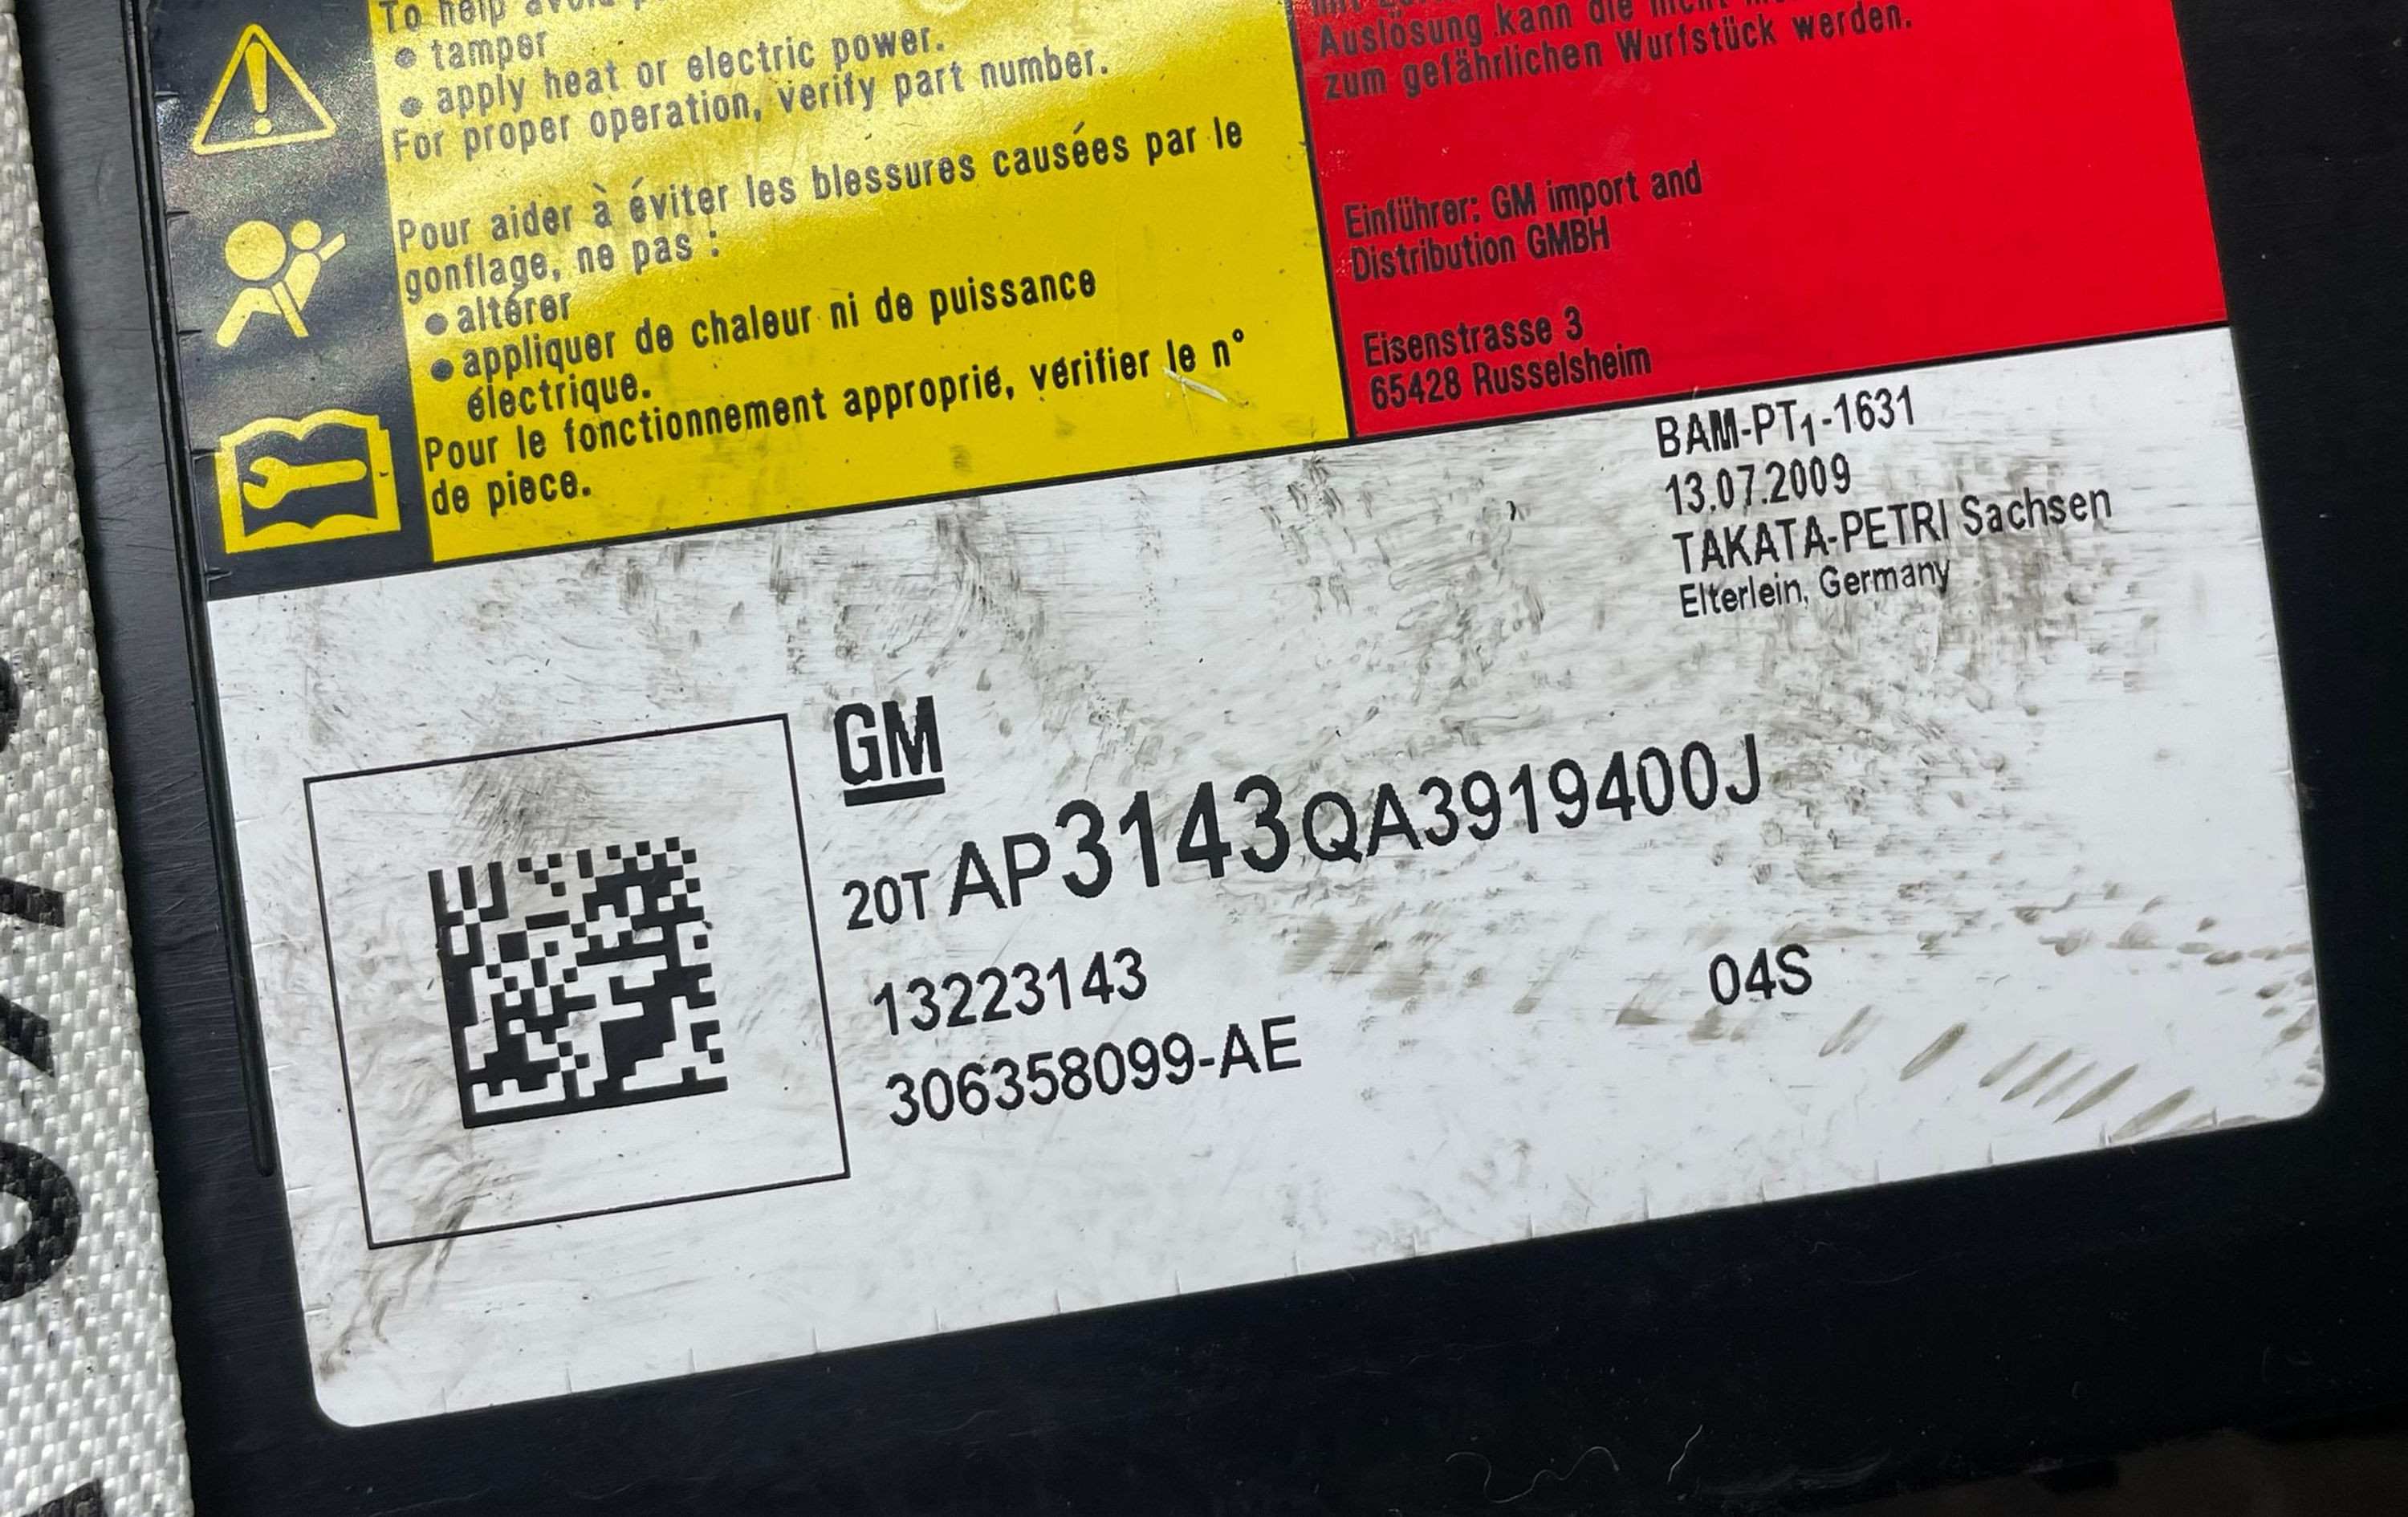 To help
• tamper
• apply heat or electric power.
For proper operation, verify part number.
Pour aider à éviter les blessures causées par le
gonflage, ne pas :
• altérer
• appliquer de chaleur ni de puissance
électrique.
Pour le fonctionnement approprié, vérifier le n°
de piece.
Auslösung kann die
zum gefährlichen Wurfstück werden.
Einführer: GM import and
Distribution GMBH
Eisenstrasse 3
65428 Russelsheim
BAM-PT1-1631
13.07.2009
TAKATA-PETRI Sachsen
Elterlein, Germany
GM
20T AP3143QA3919400J
13223143
04S
306358099-AE